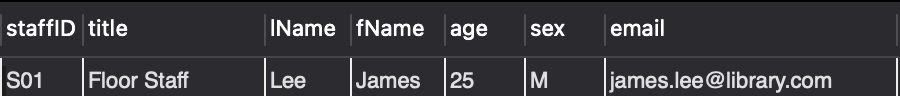 staffID title lName fName age sex email
S01 Floor Staff Lee James 25 M james.lee@library.com